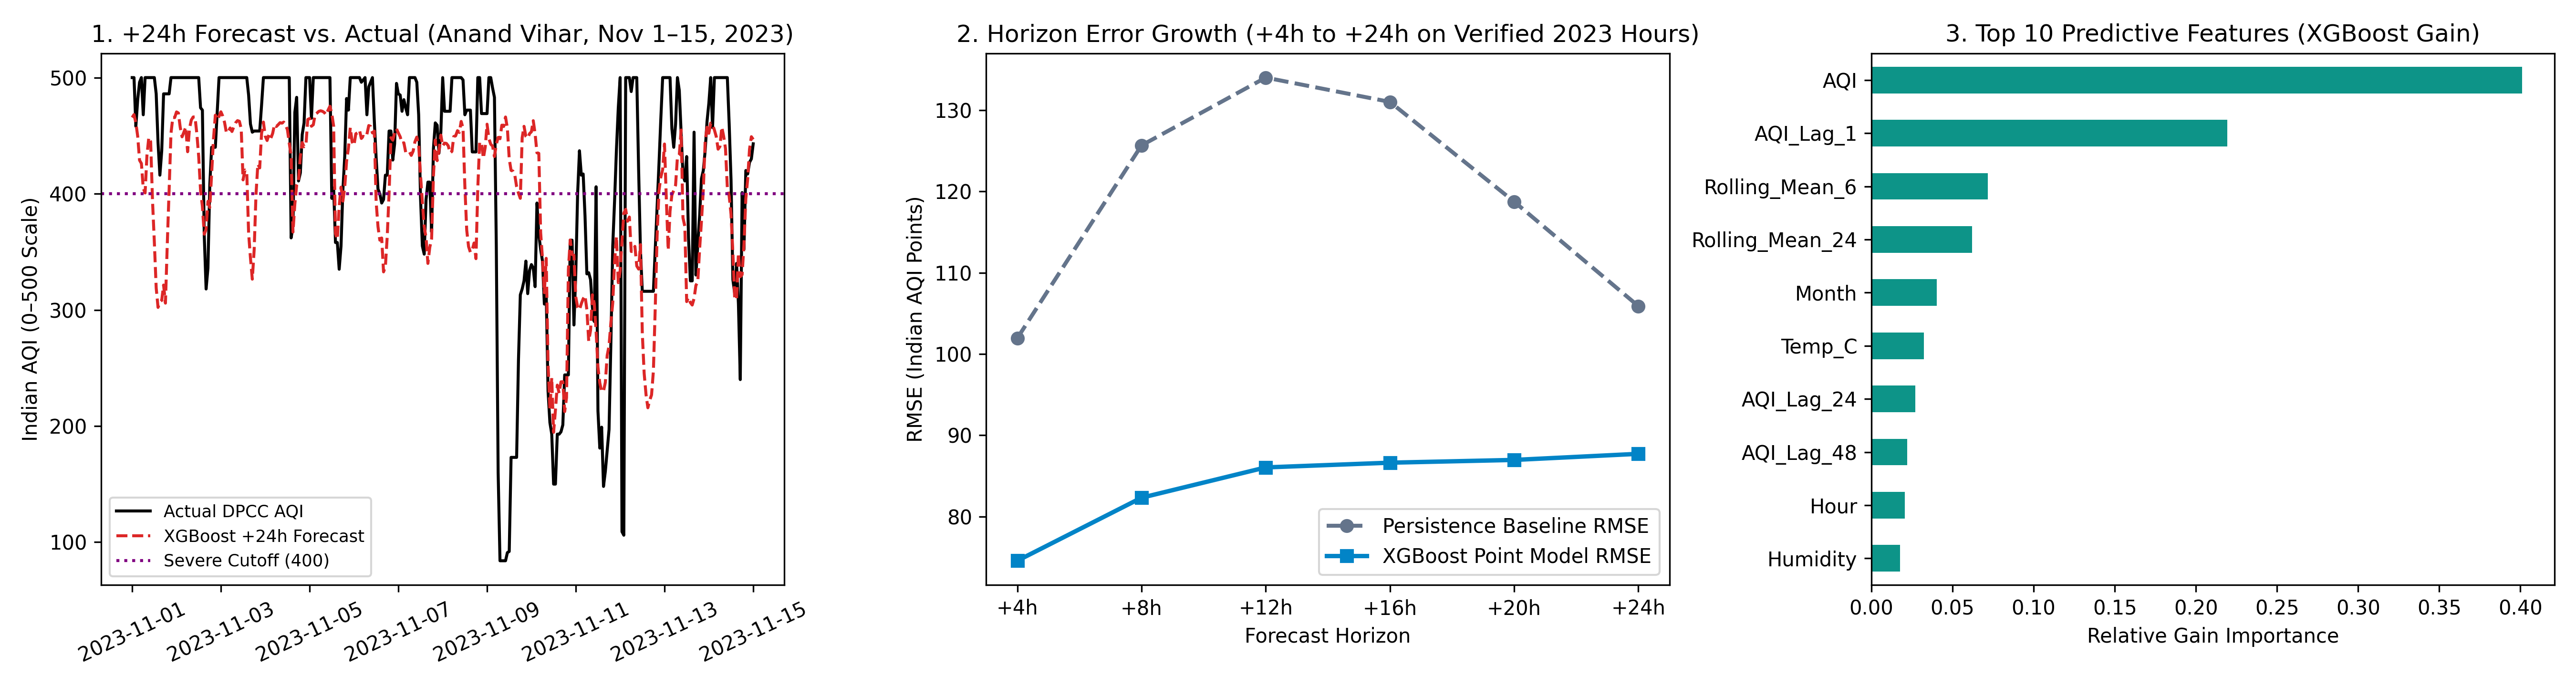 1. +24h Forecast vs. Actual (Anand Vihar, Nov 1–15, 2023)
Indian AQI (0–500 Scale)
500
400
300
200
100
Actual DPCC AQI
XGBoost +24h Forecast
Severe Cutoff (400)
2023-11-01
2023-11-03
2023-11-05
2023-11-07
2023-11-09
2023-11-11
2023-11-13
2023-11-15
2. Horizon Error Growth (+4h to +24h on Verified 2023 Hours)
RMSE (Indian AQI Points)
130
120
110
100
90
80
Persistence Baseline RMSE
XGBoost Point Model RMSE
+4h
+8h
+12h
+16h
+20h
+24h
Forecast Horizon
3. Top 10 Predictive Features (XGBoost Gain)
AQI
AQI_Lag_1
Rolling_Mean_6
Rolling_Mean_24
Month
Temp_C
AQI_Lag_24
AQI_Lag_48
Hour
Humidity
0.00
0.05
0.10
0.15
0.20
0.25
0.30
0.35
0.40
Relative Gain Importance